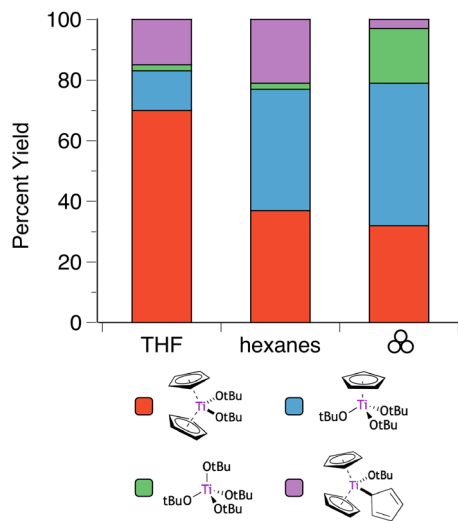 100
80
60
40
20
0
Percent Yield
THF hexanes
Ti OtBu OtBu
Ti tBuO OtBu OtBu
OtBu Ti tBuO OtBu OtBu
Ti OtBu